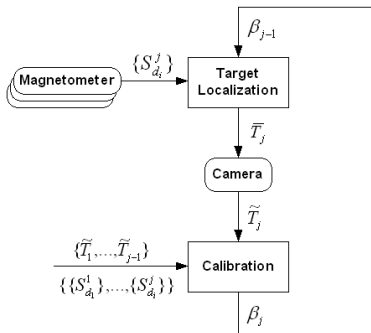 β_{j-1}
{S^j_{d_i}}
Magnetometer
Target
Localization
T̅_j
Camera
T̃_j
{T̃_1,...,T̃_{j-1}}
Calibration
{{S^1_{d_1}},...,{S^j_{d_i}}}
β_j